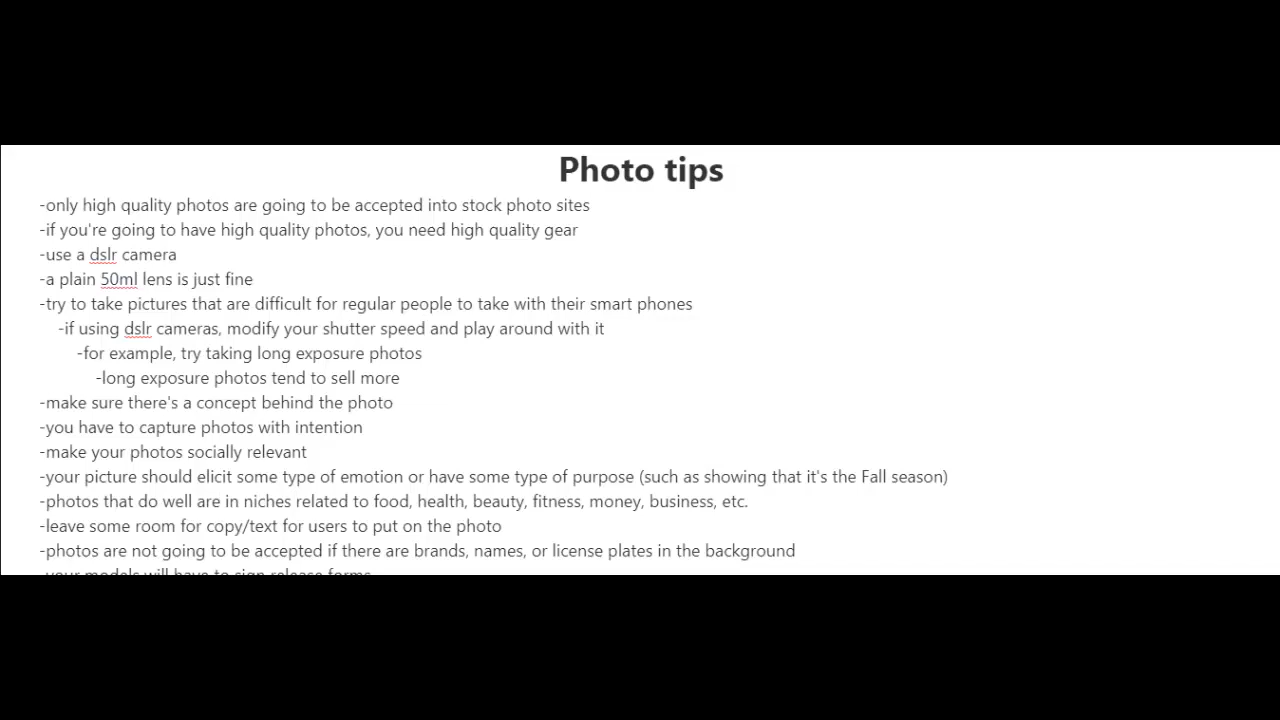 Photo tips
-only high quality photos are going to be accepted into stock photo sites
-if you're going to have high quality photos, you need high quality gear
-use a dslr camera
-a plain 50ml lens is just fine
-try to take pictures that are difficult for regular people to take with their smart phones
-if using dslr cameras, modify your shutter speed and play around with it
-for example, try taking long exposure photos
-long exposure photos tend to sell more
-make sure there's a concept behind the photo
-you have to capture photos with intention
-make your photos socially relevant
-your picture should elicit some type of emotion or have some type of purpose (such as showing that it's the Fall season)
-photos that do well are in niches related to food, health, beauty, fitness, money, business, etc.
-leave some room for copy/text for users to put on the photo
-photos are not going to be accepted if there are brands, names, or license plates in the background
-your models will have to sign release forms